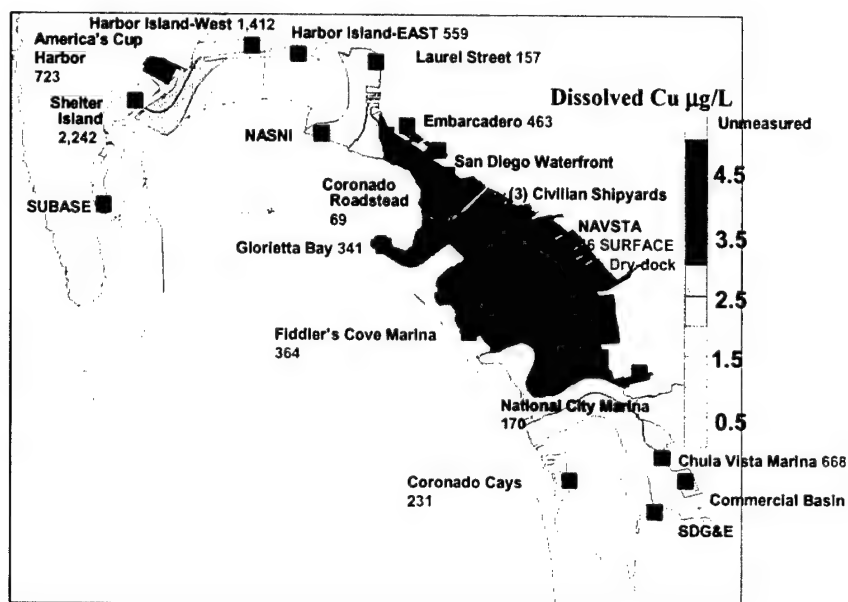 Harbor Island-West 1,412
Harbor Island-EAST 559
America's Cup
Harbor
723
Laurel Street 157
Dissolved Cu µg/L
Shelter
Island
2,242
NASNI
Embarcadero 463
Unmeasured
San Diego Waterfront
4.5
SUBASE
Coronado
Roadstead
69
(3) Civilian Shipyards
NAVSTA
SURFACE
Dry-dock
3.5
Glorietta Bay 341
2.5
Fiddler's Cove Marina
364
1.5
National City Marina
170
0.5
Chula Vista Marina 668
Coronado Cays
231
Commercial Basin
SDG&E